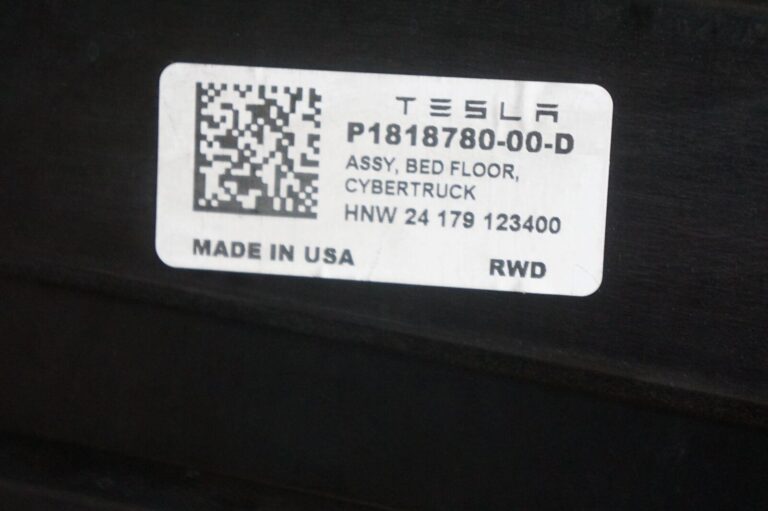 TESLA
P1818780-00-D
ASSY, BED FLOOR,
CYBERTRUCK
HNW 24 179 123400
MADE IN USA
RWD